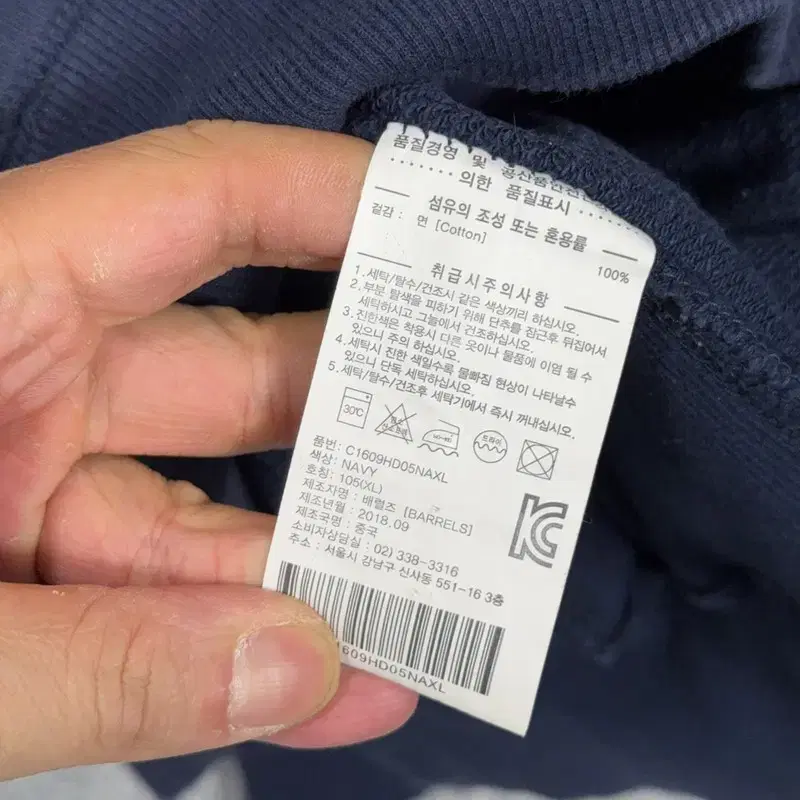 품질경영 및 공산품안전
의한 품질표시
섬유의 조성 또는 혼용률
겉감 : 면 [Cotton] 100%
취급시주의사항
1. 세탁/탈수/건조시 같은 색상끼리 하십시오.
2. 부분 탈색을 피하기 위해 단추를 잠근후 뒤집어서
세탁하시고 그늘에서 건조하십시오.
3. 진한색은 착용시 다른 옷이나 물품에 이염 될 수
있으니 주의 하십시오.
4. 세탁시 진한 색일수록 물빠짐 현상이 나타날수
있으니 단독 세탁하십시오.
5. 세탁/탈수/건조후 세탁기에서 즉시 꺼내십시오.
30℃ 드라이
품번: C1609HD05NAXL
색상: NAVY
호칭: 105(XL)
제조자명 : 배럴즈 [BARRELS]
제조년월 : 2018.09
제조국명 : 중국
소비자상담실 : 02) 338-3316
주소 : 서울시 강남구 신사동 551-16 3층
C1609HD05NAXL